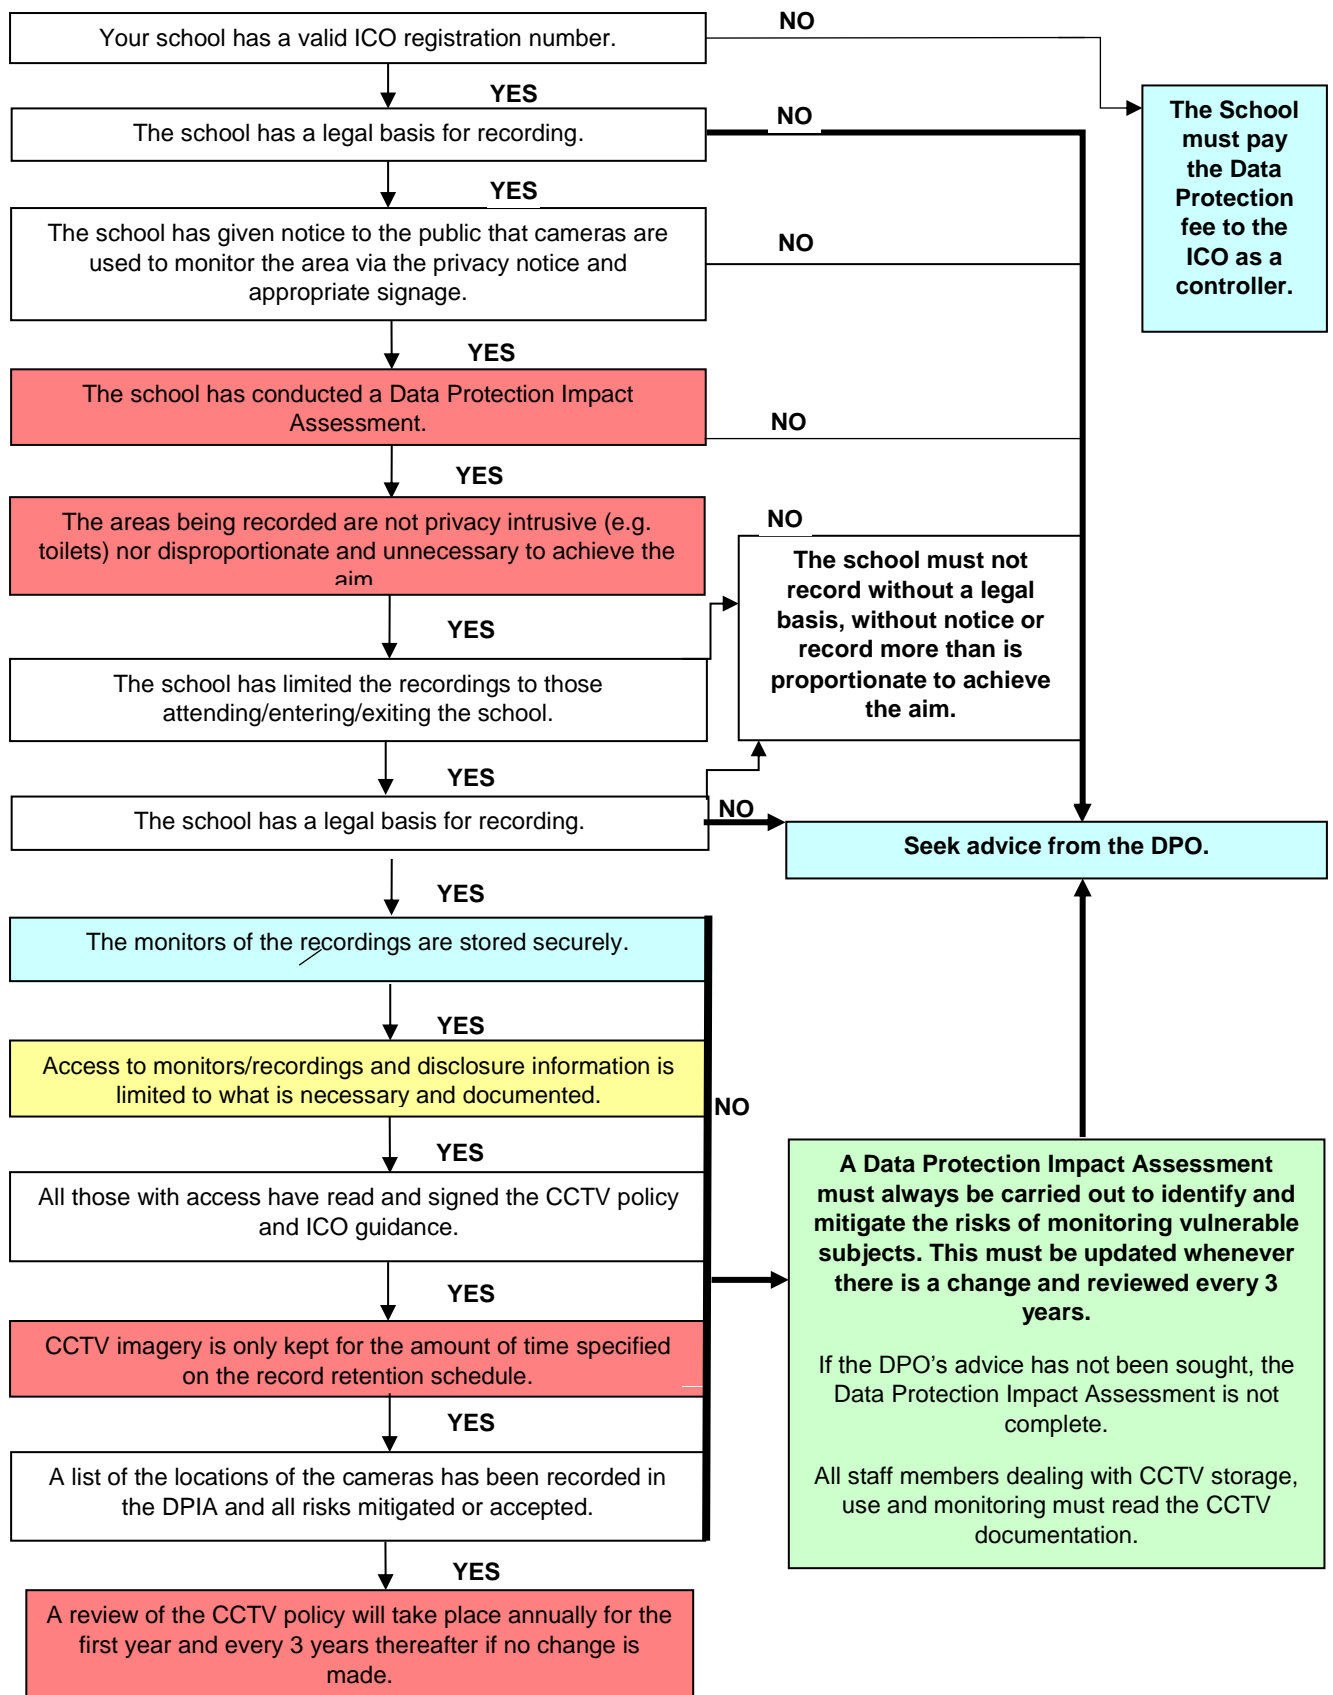 Your school has a valid ICO registration number.
NO
YES
The school has a legal basis for recording.
NO
The School
must pay
the Data
Protection
fee to the
ICO as a
controller.
YES
The school has given notice to the public that cameras are
used to monitor the area via the privacy notice and
appropriate signage.
NO
YES
The school has conducted a Data Protection Impact
Assessment.
NO
YES
The areas being recorded are not privacy intrusive (e.g.
toilets) nor disproportionate and unnecessary to achieve the
aim
NO
The school must not
record without a legal
basis, without notice or
record more than is
proportionate to achieve
the aim.
YES
The school has limited the recordings to those
attending/entering/exiting the school.
YES
The school has a legal basis for recording.
NO
Seek advice from the DPO.
YES
The monitors of the recordings are stored securely.
YES
Access to monitors/recordings and disclosure information is
limited to what is necessary and documented.
NO
YES
All those with access have read and signed the CCTV policy
and ICO guidance.
A Data Protection Impact Assessment
must always be carried out to identify and
mitigate the risks of monitoring vulnerable
subjects. This must be updated whenever
there is a change and reviewed every 3
years.
If the DPO's advice has not been sought, the
Data Protection Impact Assessment is not
complete.
All staff members dealing with CCTV storage,
use and monitoring must read the CCTV
documentation.
YES
CCTV imagery is only kept for the amount of time specified
on the record retention schedule.
YES
A list of the locations of the cameras has been recorded in
the DPIA and all risks mitigated or accepted.
YES
A review of the CCTV policy will take place annually for the
first year and every 3 years thereafter if no change is
made.